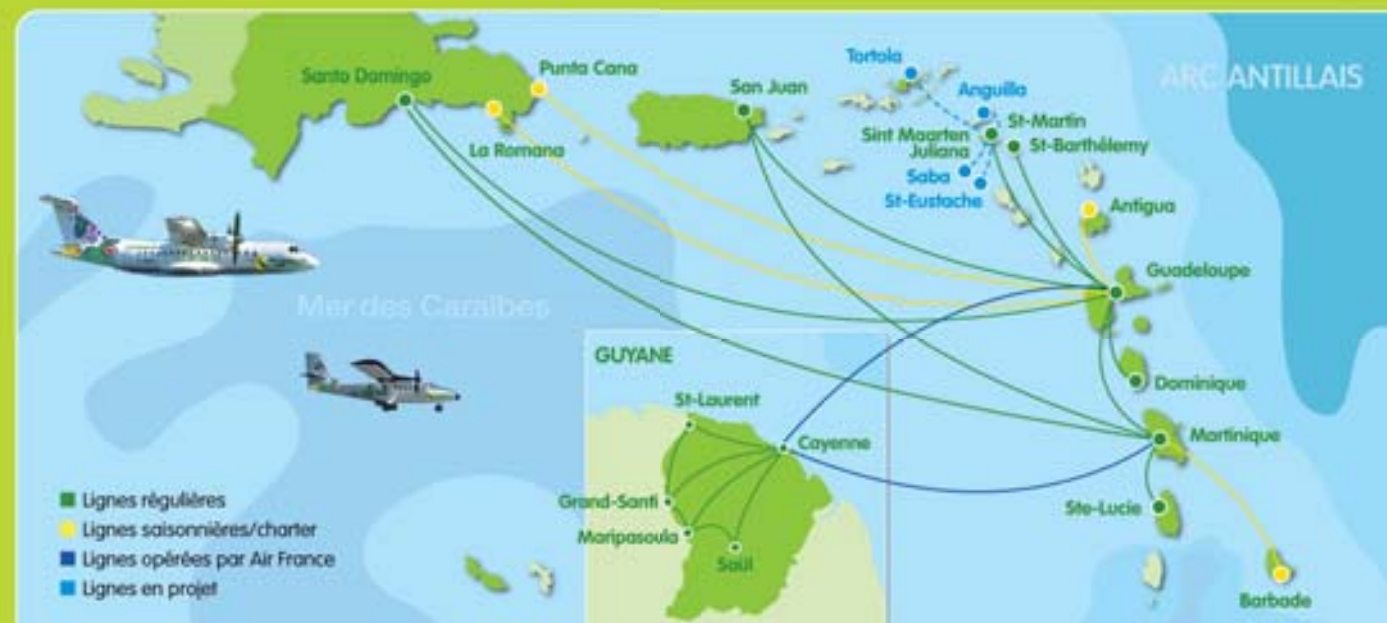 ARC ANTILLAIS
Tortola
Punta Cana
Santo Domingo
San Juan
Anguilla
St-Martin
Sint Maarten
Juliana
St-Barthélemy
La Romana
Saba
St-Eustache
Antigua
Guadeloupe
Mer des Caraïbes
GUYANE
Dominique
St-Laurent
Cayenne
Martinique
Grand-Santi
Ste-Lucie
Maripasoula
Saül
Barbade
Lignes régulières
Lignes saisonnières/charter
Lignes opérées par Air France
Lignes en projet